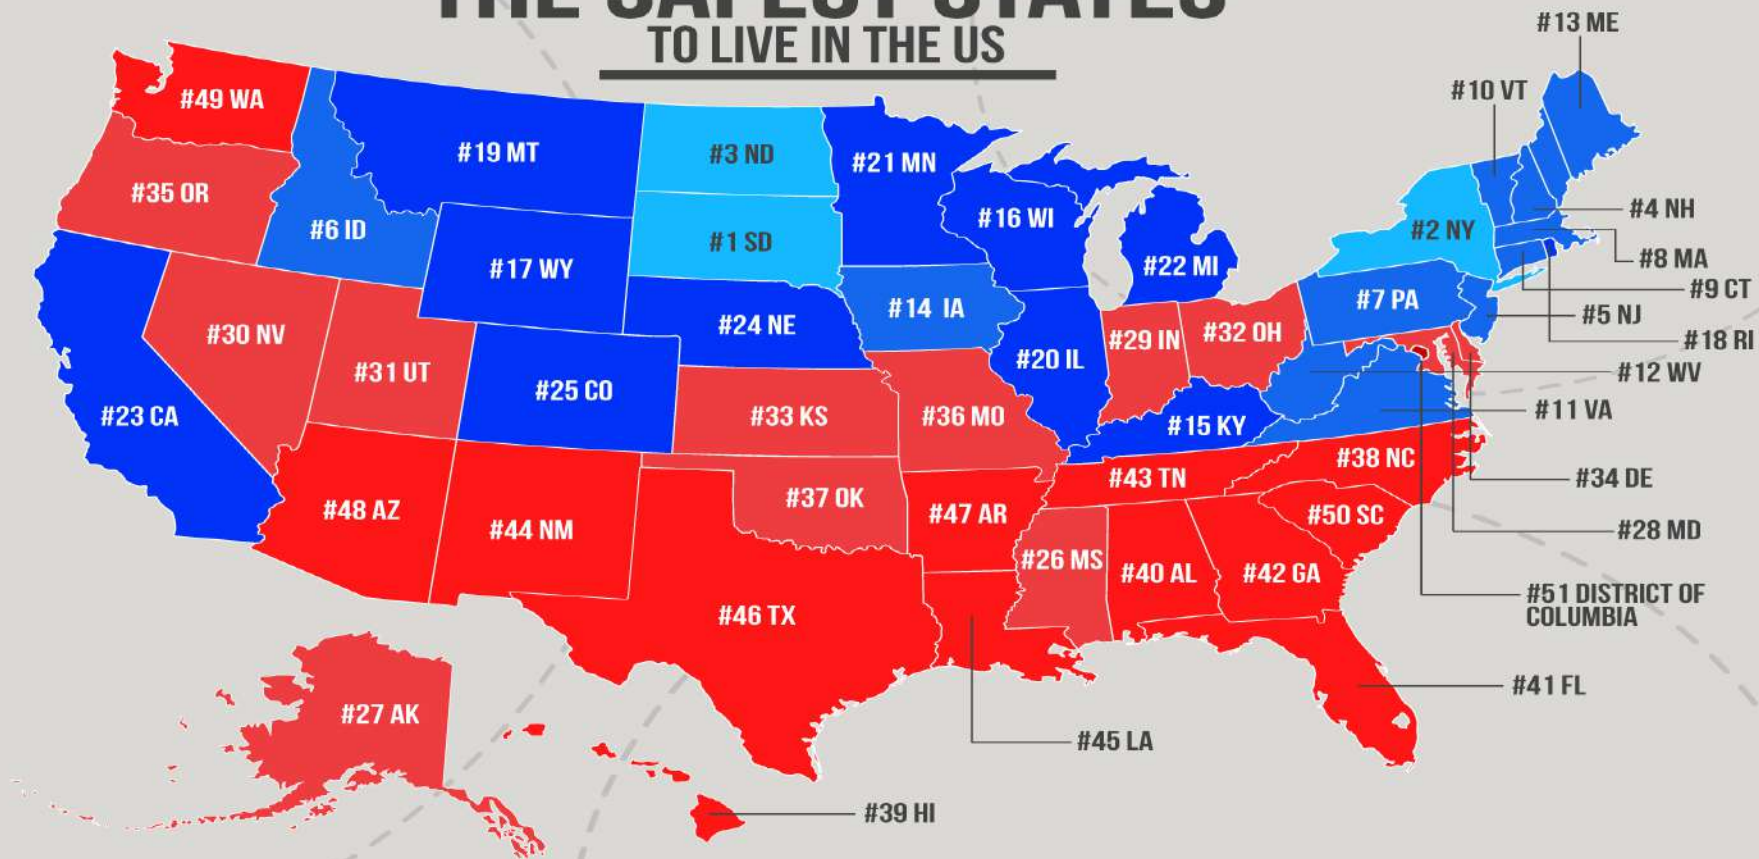 THE SAFEST STATES
TO LIVE IN THE US
#13 ME
#10 VT
#49 WA
#19 MT
#3 ND
#21 MN
#35 OR
#6 ID
#16 WI
#4 NH
#1 SD
#2 NY
#8 MA
#17 WY
#22 MI
#9 CT
#14 IA
#7 PA
#5 NJ
#24 NE
#30 NV
#29 IN
#32 OH
#18 RI
#31 UT
#20 IL
#12 WV
#25 CO
#23 CA
#33 KS
#36 MO
#15 KY
#11 VA
#38 NC
#43 TN
#34 DE
#37 OK
#48 AZ
#44 NM
#47 AR
#50 SC
#28 MD
#26 MS
#40 AL
#42 GA
#51 DISTRICT OF
COLUMBIA
#46 TX
#41 FL
#27 AK
#45 LA
#39 HI